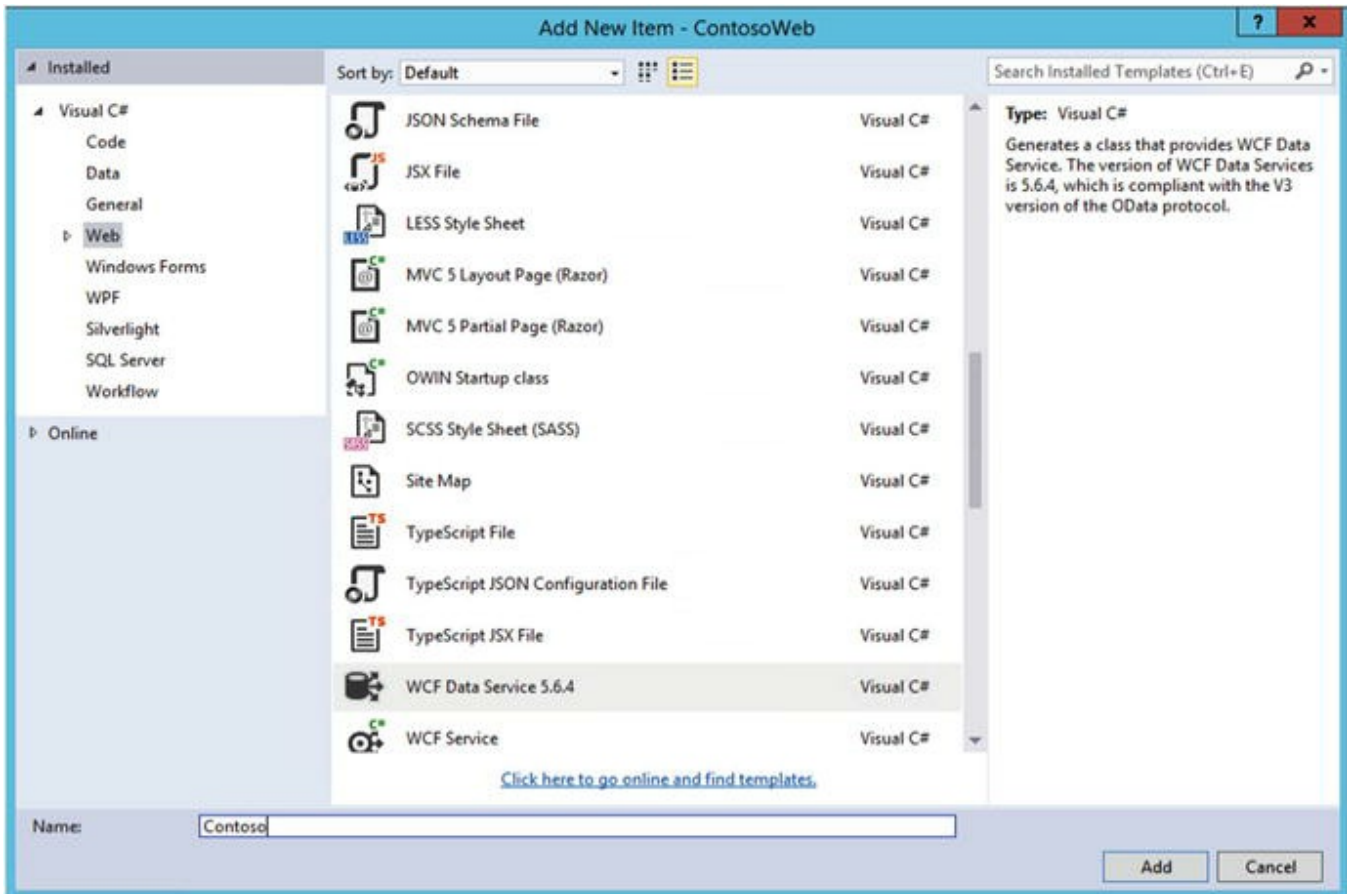 Add New Item - ContosoWeb
?
x
Installed
Sort by: Default
Search Installed Templates (Ctrl+E)
Visual C#
Code
Data
General
Web
Windows Forms
WPF
Silverlight
SQL Server
Workflow
Online
JSON Schema File Visual C#
JSX File Visual C#
LESS Style Sheet Visual C#
MVC 5 Layout Page (Razor) Visual C#
MVC 5 Partial Page (Razor) Visual C#
OWIN Startup class Visual C#
SCSS Style Sheet (SASS) Visual C#
Site Map Visual C#
TypeScript File Visual C#
TypeScript JSON Configuration File Visual C#
TypeScript JSX File Visual C#
WCF Data Service 5.6.4 Visual C#
WCF Service Visual C#
Click here to go online and find templates.
Type: Visual C#
Generates a class that provides WCF Data
Service. The version of WCF Data Services
is 5.6.4, which is compliant with the V3
version of the OData protocol.
Name: Contoso
Add Cancel